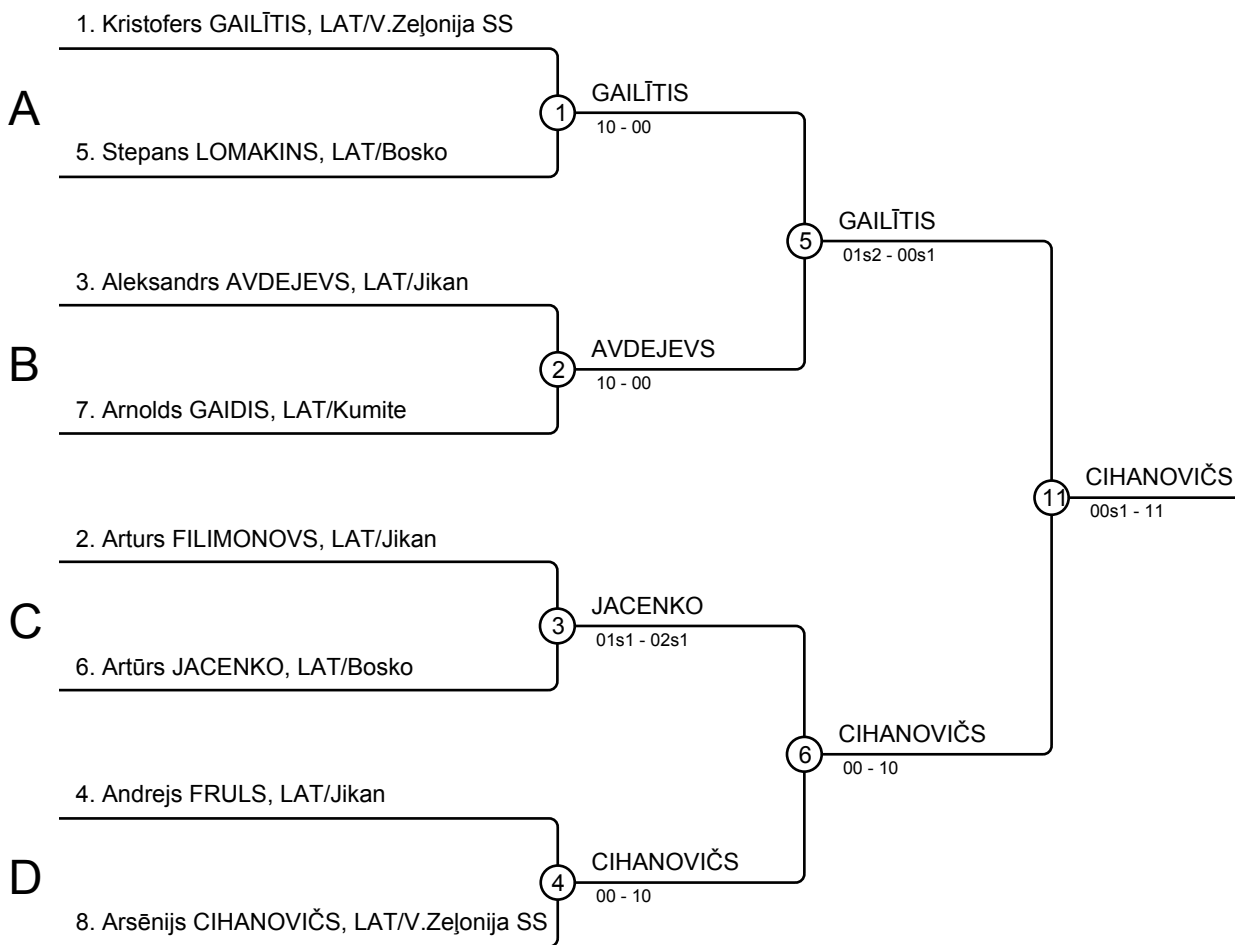 1. Kristofers GAILĪTIS, LAT/V.Zeļonija SS
A
1
GAILĪTIS
10 - 00
5. Stepans LOMAKINS, LAT/Bosko
5
GAILĪTIS
01s2 - 00s1
3. Aleksandrs AVDEJEVS, LAT/Jikan
B
2
AVDEJEVS
10 - 00
7. Arnolds GAIDIS, LAT/Kumite
11
CIHANOVIČS
00s1 - 11
2. Arturs FILIMONOVS, LAT/Jikan
C
3
JACENKO
01s1 - 02s1
6. Artūrs JACENKO, LAT/Bosko
6
CIHANOVIČS
00 - 10
4. Andrejs FRULS, LAT/Jikan
D
4
CIHANOVIČS
00 - 10
8. Arsēnijs CIHANOVIČS, LAT/V.Zeļonija SS